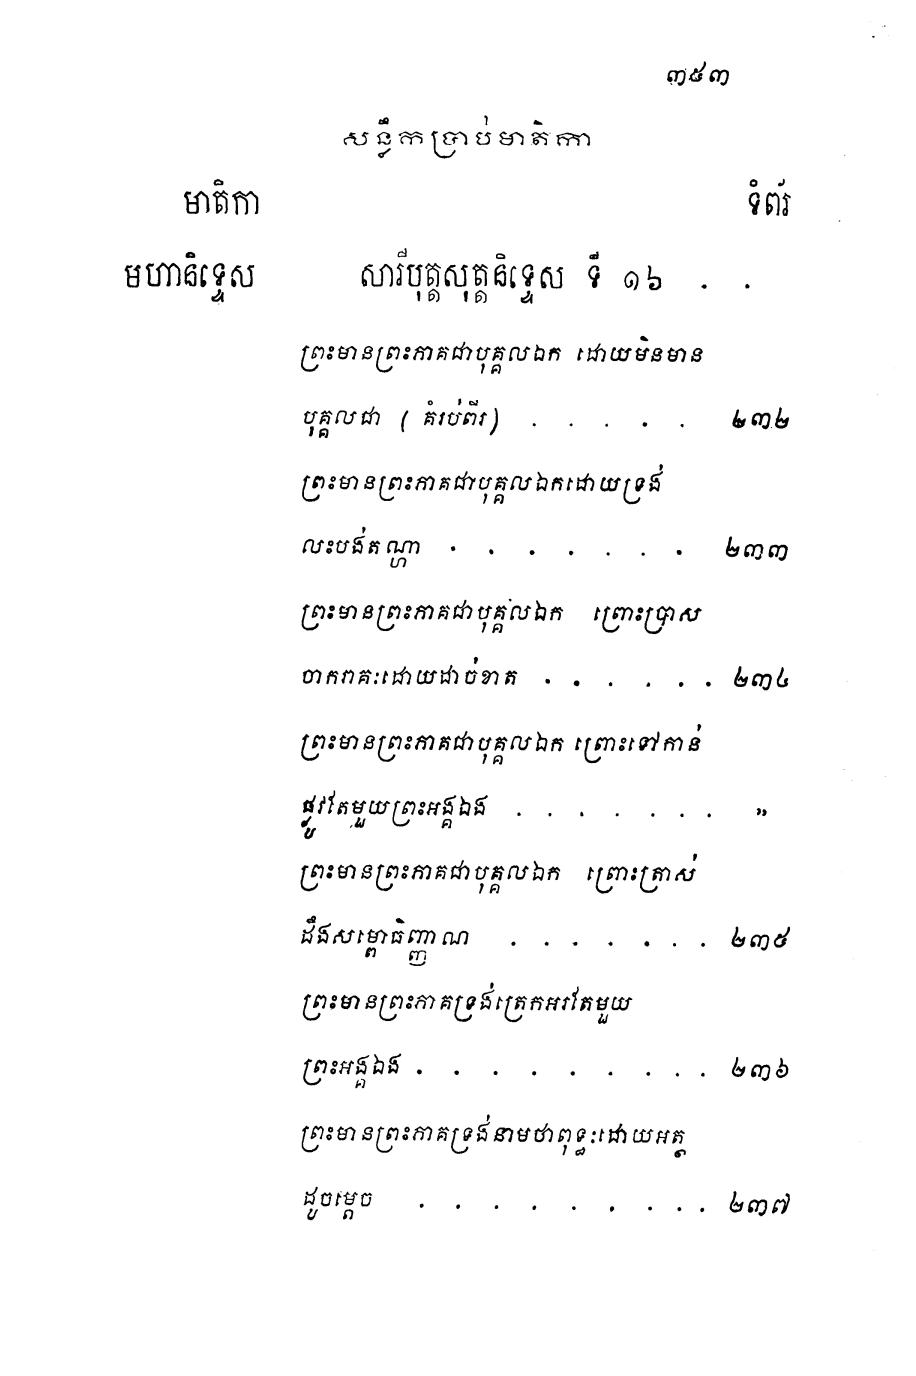 ៣៥៣
សន្លឹកប្រាប់មាតិកា
មាតិកា ទំព័រ
មហានិទ្ទេស សារីបុត្តសុត្តនិទ្ទេស ទី ១៦ . .
ព្រះមានព្រះភាគជាបុគ្គលឯក ដោយមិនមាន
បុគ្គលជា ( គំរប់ពីរ ) . . . . . ២៣២
ព្រះមានព្រះភាគជាបុគ្គលឯកដោយទ្រង់
លះបង់តណ្ហា . . . . . . . ២៣៣
ព្រះមានព្រះភាគជាបុគ្គលឯក ព្រោះប្រាស
ចាករាគៈដោយដាច់ខាត . . . . . . ២៣៤
ព្រះមានព្រះភាគជាបុគ្គលឯក ព្រោះទៅកាន់
ផ្លូវតែមួយព្រះអង្គឯង . . . . . . . ”
ព្រះមានព្រះភាគជាបុគ្គលឯក ព្រោះត្រាស់
ដឹងសម្ពោធិញ្ញាណ . . . . . . ២៣៥
ព្រះមានព្រះភាគទ្រង់ត្រេកអរតែមួយ
ព្រះអង្គឯង . . . . . . . . . ២៣៦
ព្រះមានព្រះភាគទ្រង់នាមថាពុទ្ធៈដោយអត្ថ
ដូចម្តេច . . . . . . . . . ២៣៧